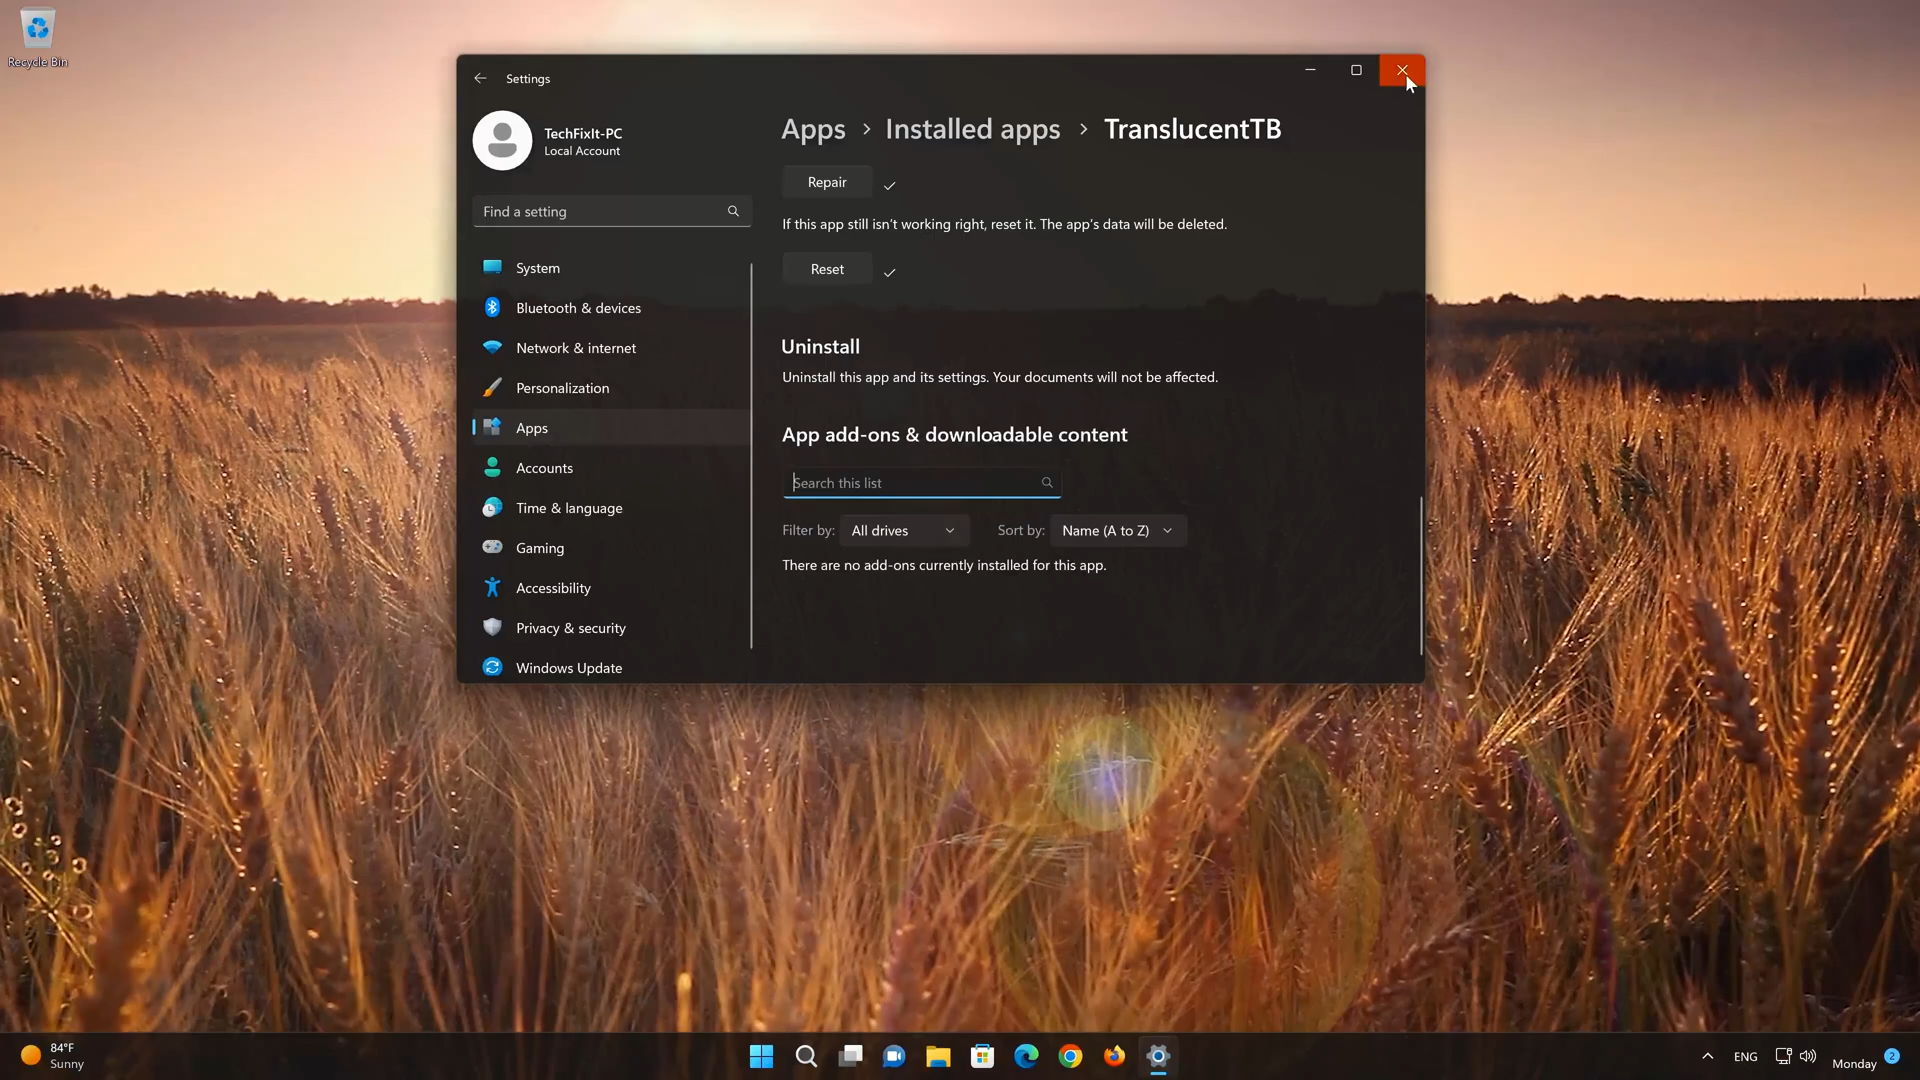 Recycle Bin
Settings
TechFixIt-PC
Local Account
Find a setting
System
Bluetooth & devices
Network & internet
Personalization
Apps
Accounts
Time & language
Gaming
Accessibility
Privacy & security
Windows Update
Apps > Installed apps > TranslucentTB
Repair
If this app still isn't working right, reset it. The app's data will be deleted.
Reset
Uninstall
Uninstall this app and its settings. Your documents will not be affected.
App add-ons & downloadable content
Search this list
Filter by: All drives Sort by: Name (A to Z)
There are no add-ons currently installed for this app.
84°F
Sunny
ENG
Monday 2